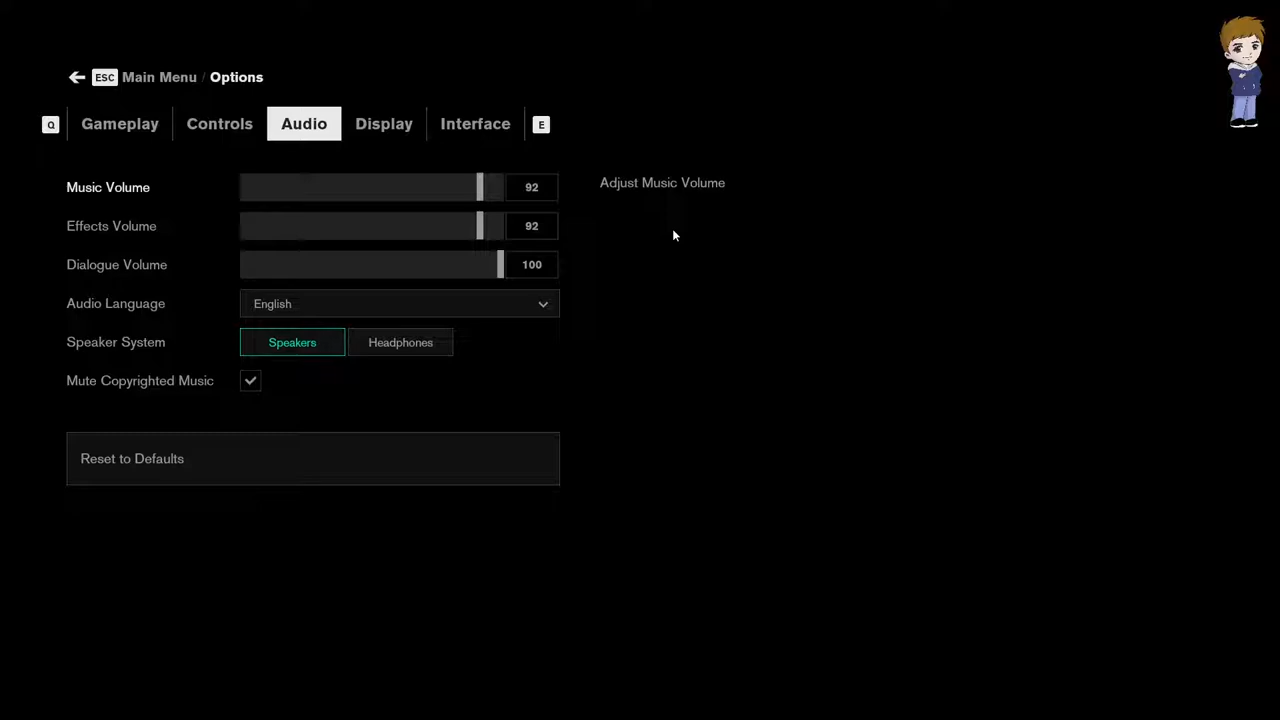 ESC Main Menu / Options
Q Gameplay Controls Audio Display Interface E
Music Volume 92 Adjust Music Volume
Effects Volume 92
Dialogue Volume 100
Audio Language English
Speaker System Speakers Headphones
Mute Copyrighted Music
Reset to Defaults